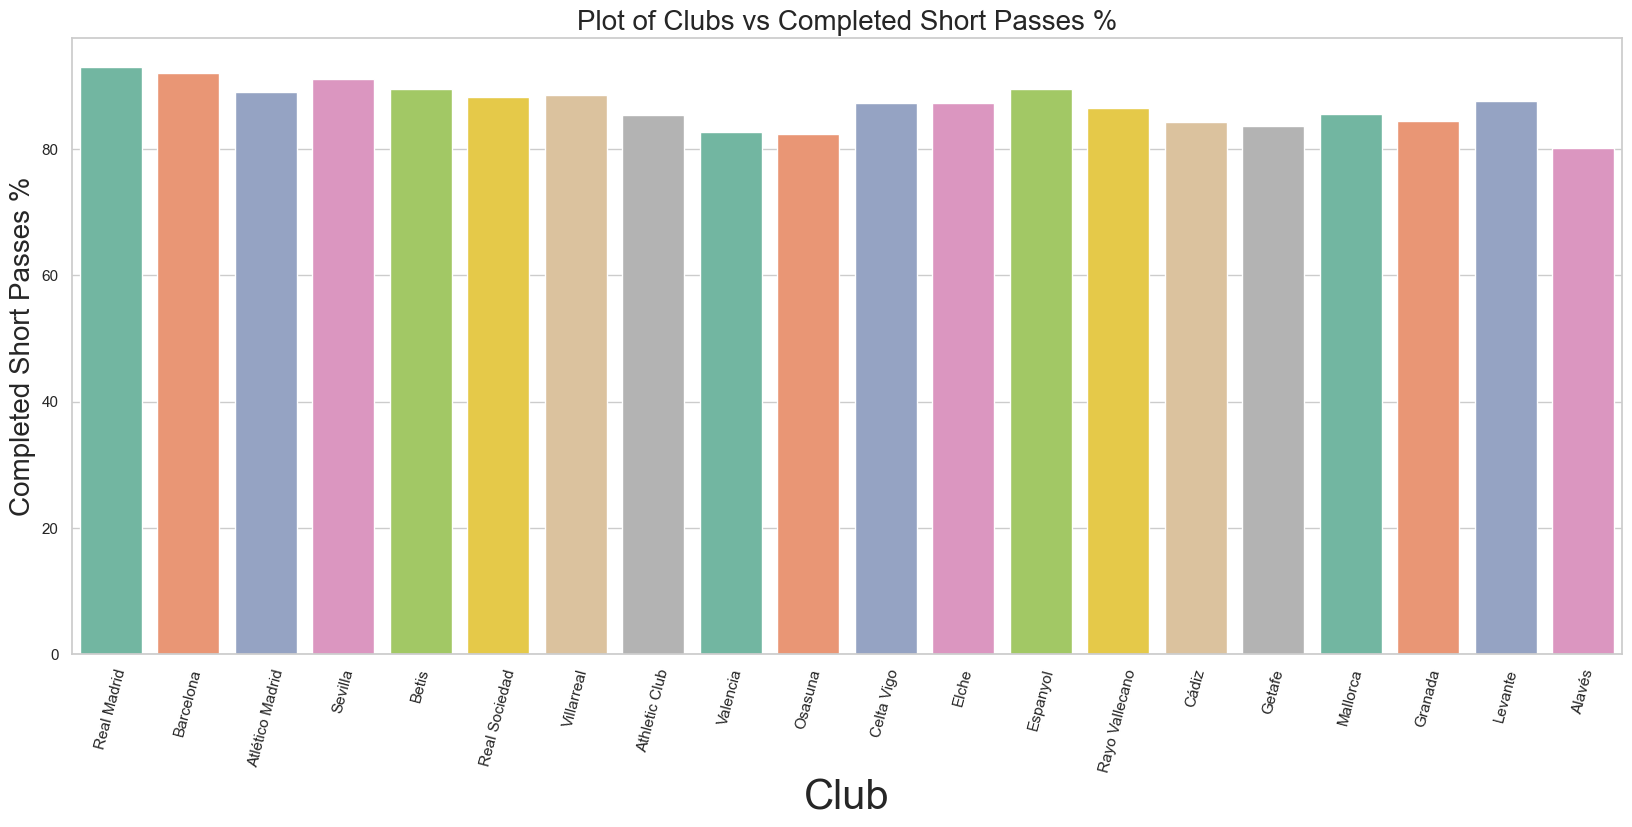 Plot of Clubs vs Completed Short Passes %
Completed Short Passes %
80
60
40
20
0
Real Madrid
Barcelona
Atlético Madrid
Sevilla
Betis
Real Sociedad
Villarreal
Athletic Club
Valencia
Osasuna
Celta Vigo
Elche
Espanyol
Rayo Vallecano
Cádiz
Getafe
Mallorca
Granada
Levante
Alavés
Club